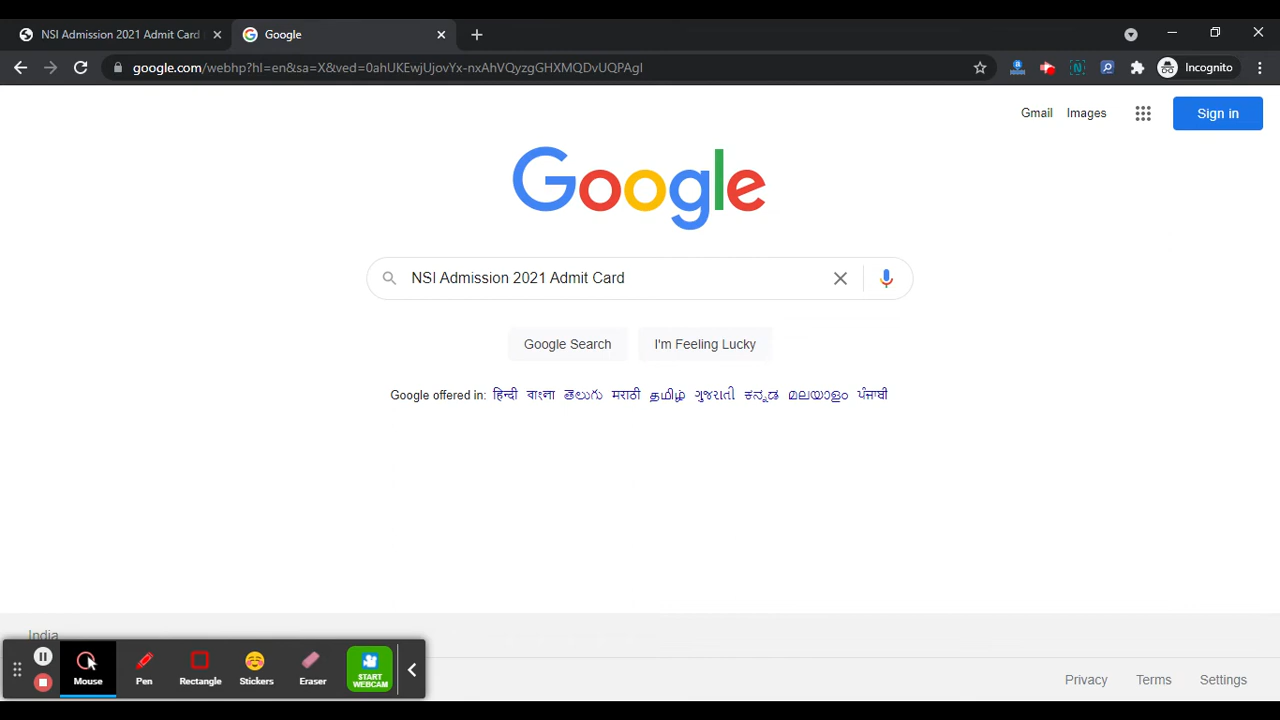 NSI Admission 2021 Admit Card
Google
google.com/webhp?hl=en&sa=X&ved=0ahUKEwjUjovYx-nxAhVQyzgGHXMQDvUQPAgI
Incognito
Gmail Images
Sign in
Google
NSI Admission 2021 Admit Card
Google Search
I'm Feeling Lucky
Google offered in: हिन्दी বাংলা తెలుగు मराठी தமிழ் ગુજરાતી ಕನ್ನಡ മലയാളം ਪੰਜਾਬੀ
India
Mouse Pen Rectangle Stickers Eraser START WEBCAM
Privacy Terms Settings